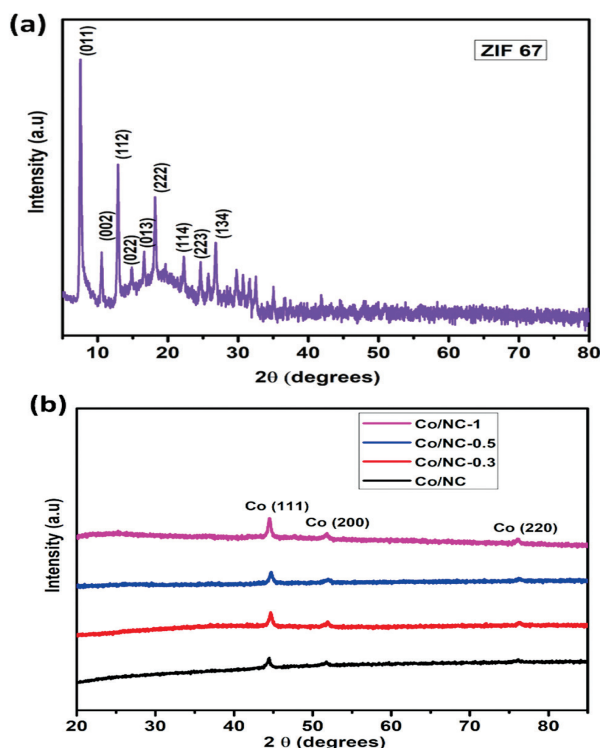 (a)
ZIF 67
(011)
(002)
(112)
(022)
(013)
(222)
(114)
(223)
(134)
Intensity (a.u)
10 20 30 40 50 60 70 80
2θ (degrees)
(b)
Co/NC-1
Co/NC-0.5
Co/NC-0.3
Co/NC
Co (111) Co (200) Co (220)
Intensity (a.u)
20 30 40 50 60 70 80
2 θ (degrees)